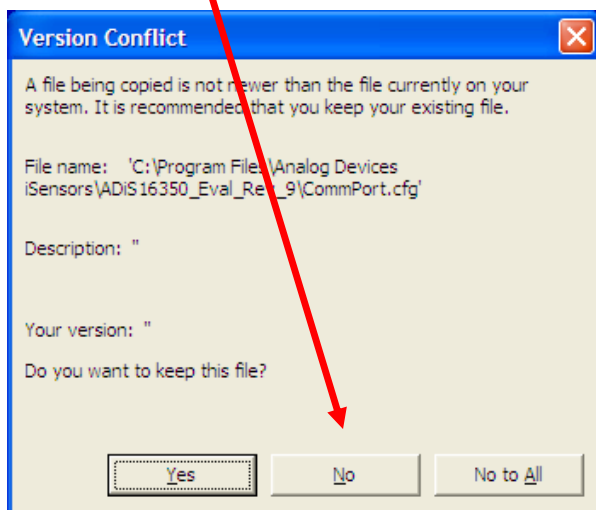 Version Conflict
A file being copied is not newer than the file currently on your
system. It is recommended that you keep your existing file.
File name: 'C:\Program Files\Analog Devices
iSensors\ADiS16350_Eval_Rev_9\CommPort.cfg'
Description: "
Your version: "
Do you want to keep this file?
Yes
No
No to All